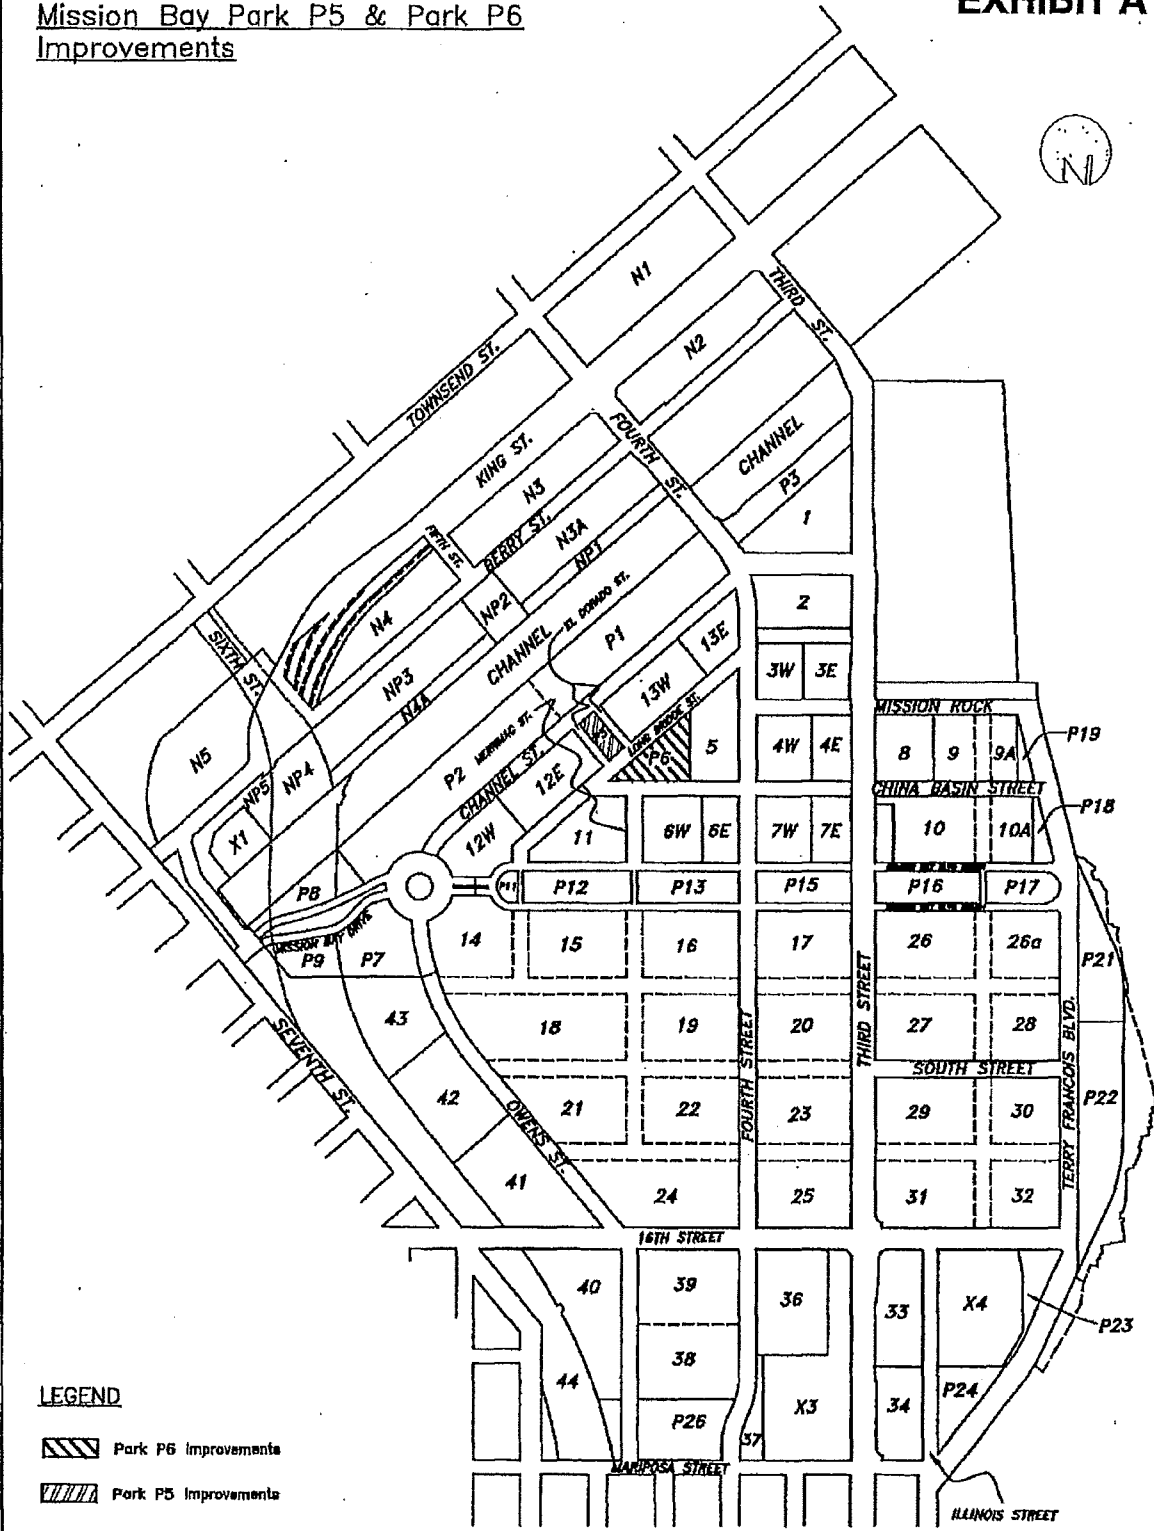 Mission Bay Park P5 & Park P6
Improvements
EXHIBIT A
N
N1
THIRD ST.
N2
TOWNSEND ST.
FOURTH ST.
CHANNEL
KING ST.
P3
N3
1
BERRY ST.
N3A
FIFTH ST.
NP1
EL DORADO ST.
2
N4
NP2
P1
13E
SIXTH ST.
CHANNEL
3W
3E
NP3
13W
N4A
LONG BRIDGE ST.
MISSION ROCK
P19
N5
MERRIMAC ST.
P6
5
4W
4E
8
9
9A
P2
NP4
CHANNEL ST.
12E
CHINA BASIN STREET
NP5
P18
X1
12W
11
6W
6E
7W
7E
10
10A
P8
P11
P12
P13
P15
P16
P17
MISSION BAY DRIVE
P9
P7
14
15
16
17
26
26a
P21
THIRD STREET
43
18
19
20
27
28
SEVENTH ST.
FOURTH STREET
TERRY FRANCOIS BLVD.
SOUTH STREET
42
OWENS ST.
21
22
23
29
30
P22
41
24
25
31
32
16TH STREET
40
39
36
33
X4
P23
38
44
P26
37
X3
34
P24
MARIPOSA STREET
ILLINOIS STREET
LEGEND
Park P6 Improvements
Park P5 Improvements